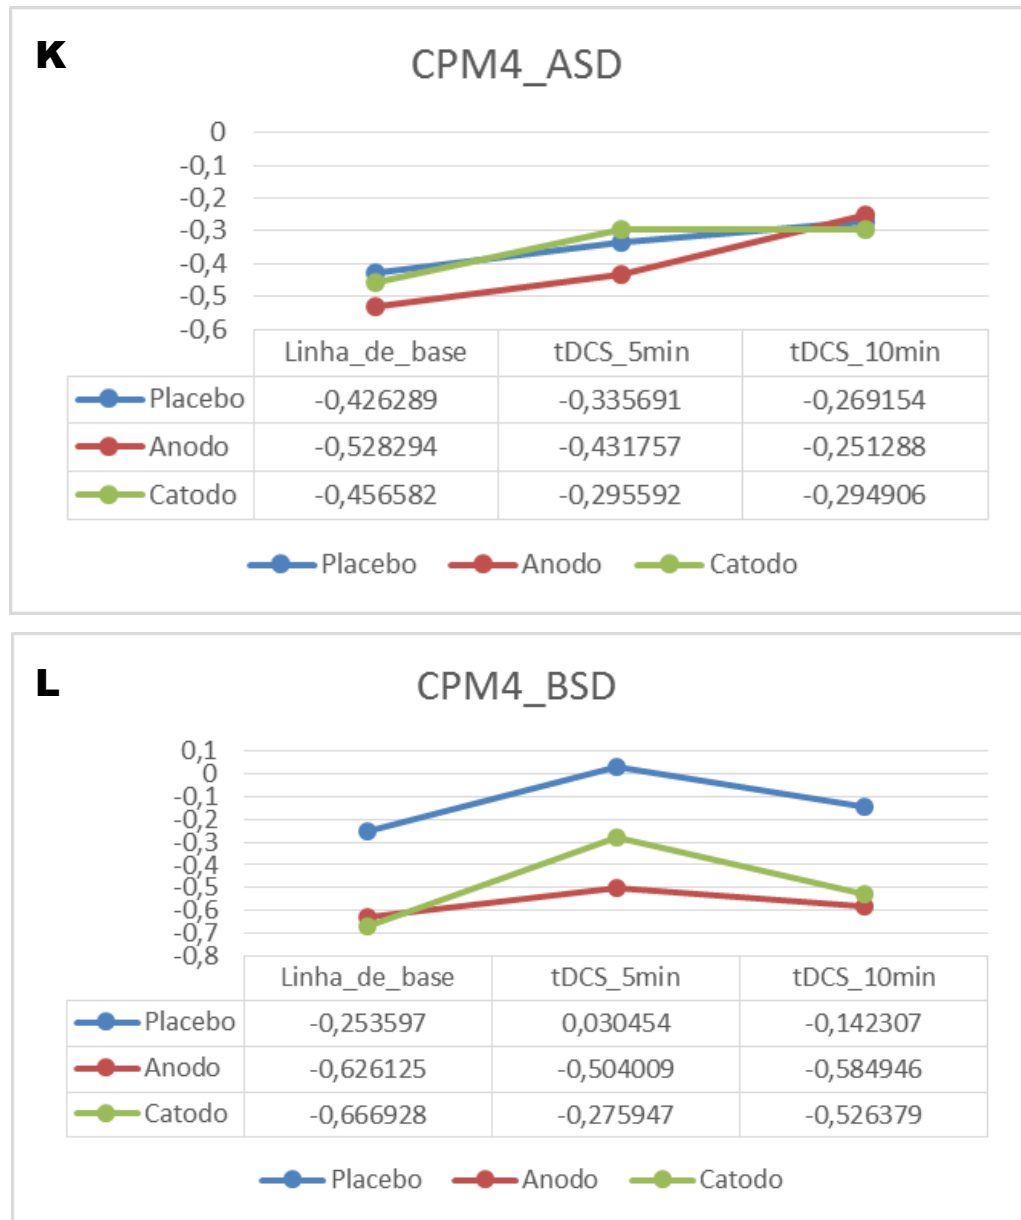 K
CPM4_ASD
0
-0,1
-0,2
-0,3
-0,4
-0,5
-0,6
Linha_de_base tDCS_5min tDCS_10min
Placebo -0,426289 -0,335691 -0,269154
Anodo -0,528294 -0,431757 -0,251288
Catodo -0,456582 -0,295592 -0,294906
Placebo Anodo Catodo
L
CPM4_BSD
0,1
0
-0,1
-0,2
-0,3
-0,4
-0,5
-0,6
-0,7
-0,8
Linha_de_base tDCS_5min tDCS_10min
Placebo -0,253597 0,030454 -0,142307
Anodo -0,626125 -0,504009 -0,584946
Catodo -0,666928 -0,275947 -0,526379
Placebo Anodo Catodo